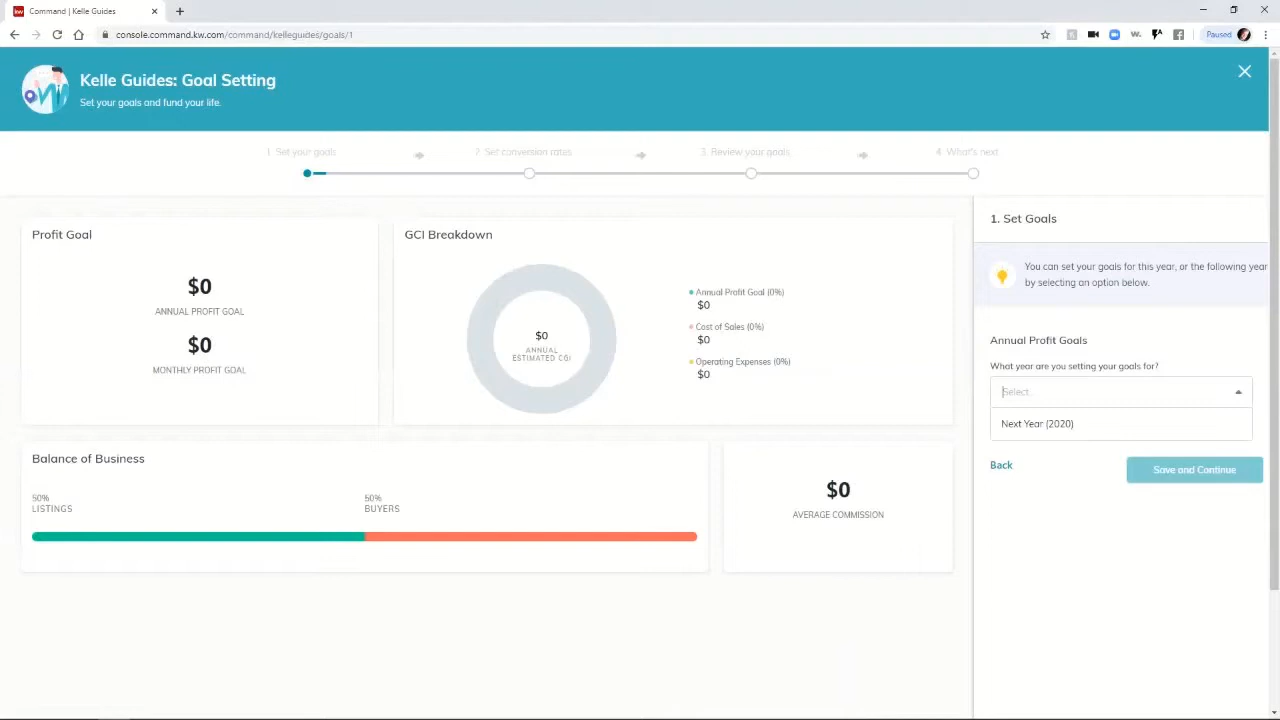 kw Command | Kelle Guides
console.command.kw.com/command/kelleguides/goals/1
W.
Paused
Kelle Guides: Goal Setting
Set your goals and fund your life.
1. Set your goals
2. Set conversion rates
3. Review your goals
4. What's next
Profit Goal
$0
ANNUAL PROFIT GOAL
$0
MONTHLY PROFIT GOAL
GCI Breakdown
$0
ANNUAL
ESTIMATED CGI
Annual Profit Goal (0%)
$0
Cost of Sales (0%)
$0
Operating Expenses (0%)
$0
Balance of Business
50%
LISTINGS
50%
BUYERS
$0
AVERAGE COMMISSION
1. Set Goals
You can set your goals for this year, or the following year
by selecting an option below.
Annual Profit Goals
What year are you setting your goals for?
Select...
Next Year (2020)
Back
Save and Continue